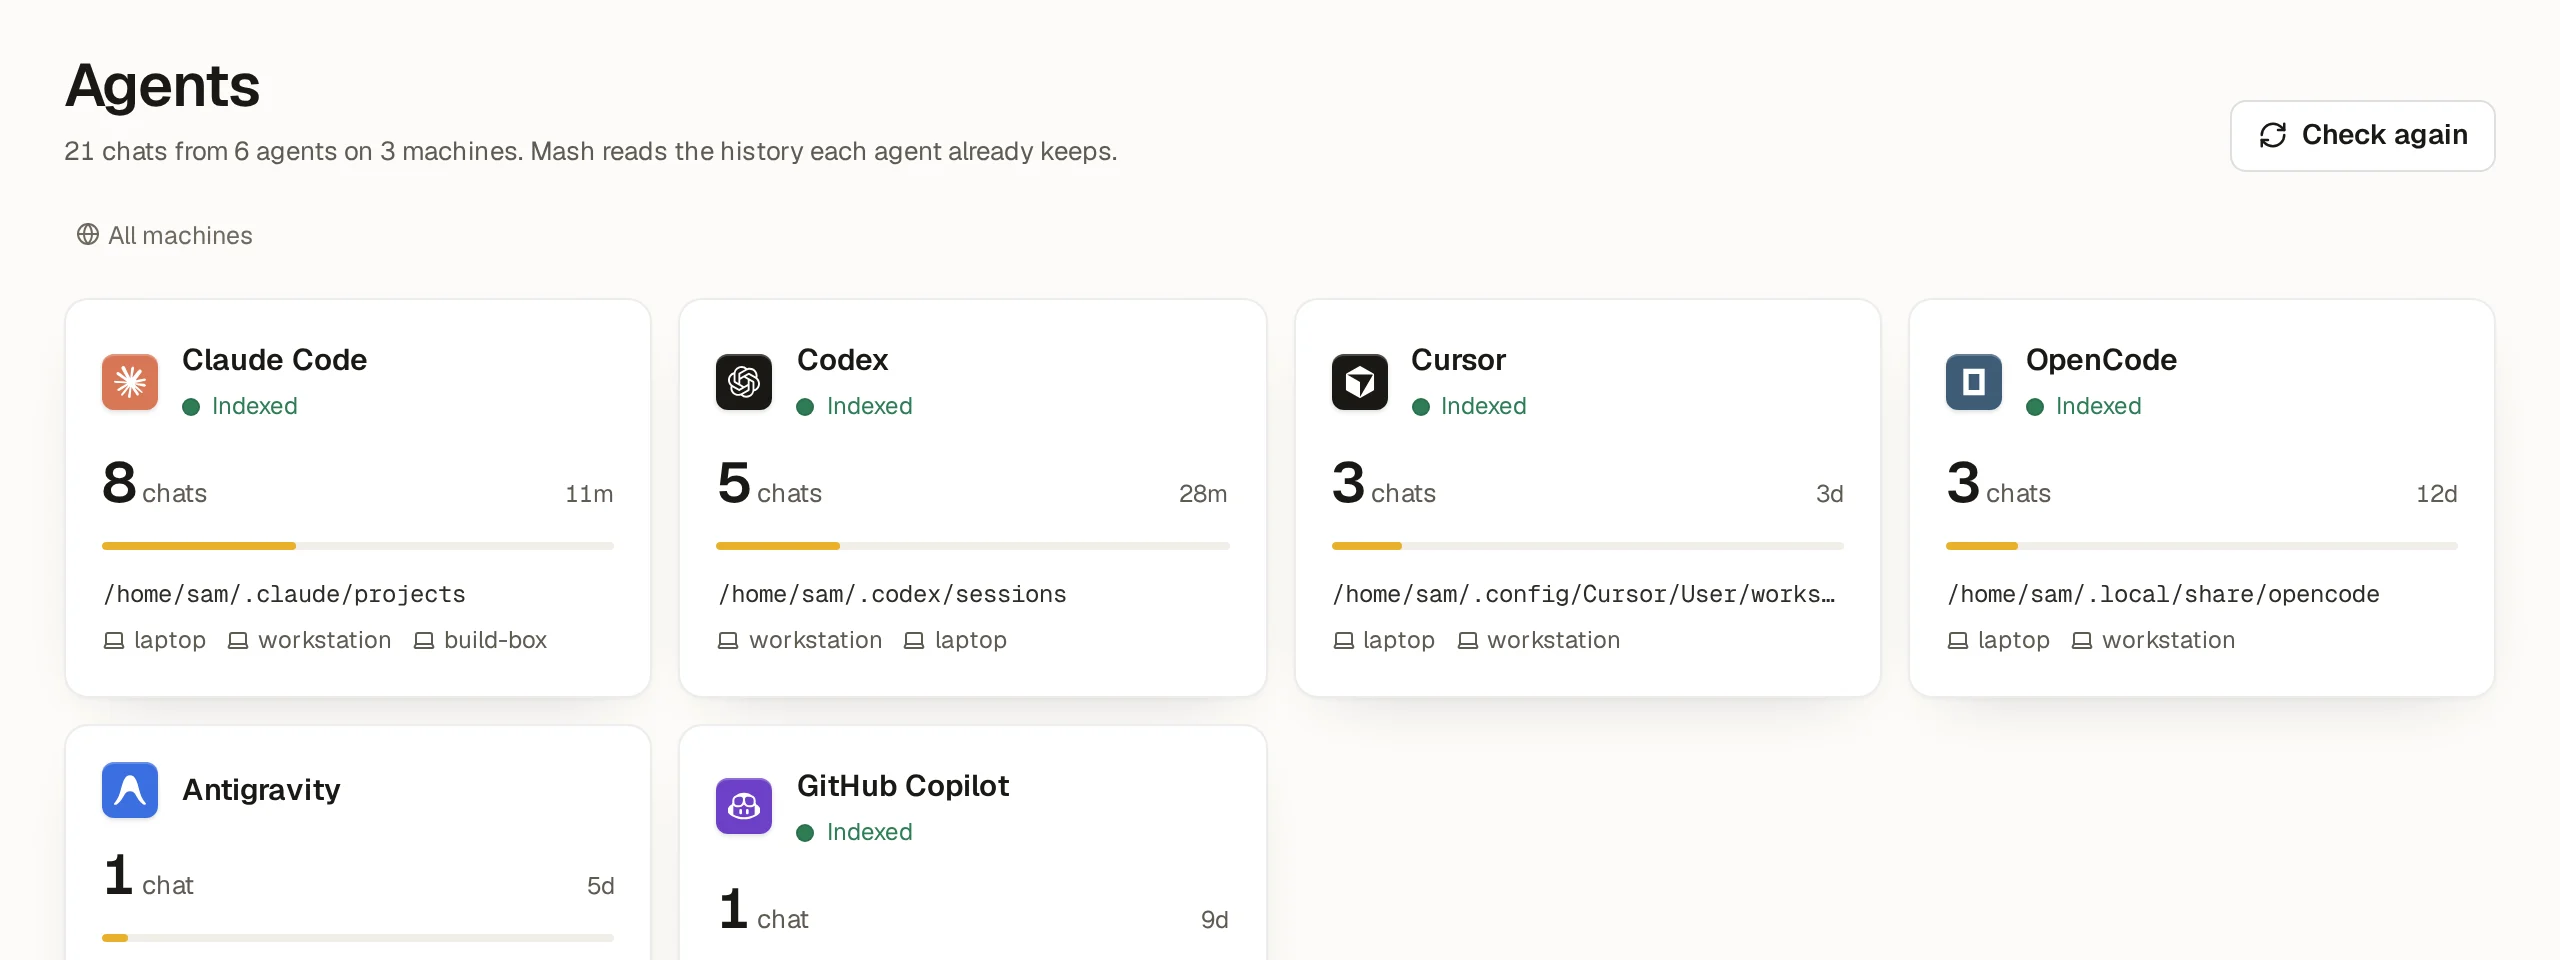 Agents
21 chats from 6 agents on 3 machines. Mash reads the history each agent already keeps.
Check again
All machines
Claude Code
Indexed
8 chats
11m
/home/sam/.claude/projects
laptop workstation build-box
Codex
Indexed
5 chats
28m
/home/sam/.codex/sessions
workstation laptop
Cursor
Indexed
3 chats
3d
/home/sam/.config/Cursor/User/works…
laptop workstation
OpenCode
Indexed
3 chats
12d
/home/sam/.local/share/opencode
laptop workstation
Antigravity
1 chat
5d
GitHub Copilot
Indexed
1 chat
9d